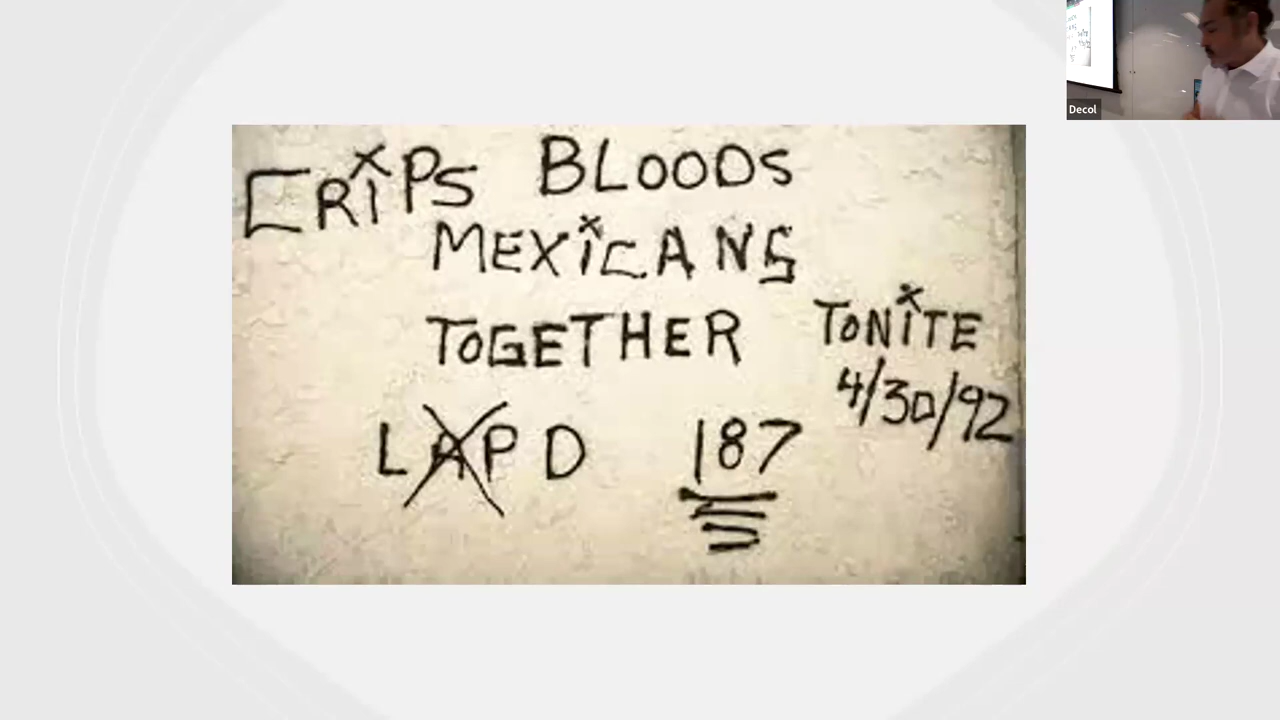 CRiPS BLOODS
MEXiCANS
TOGETHER TONiTE
4/30/92
LAPD 187
Decol